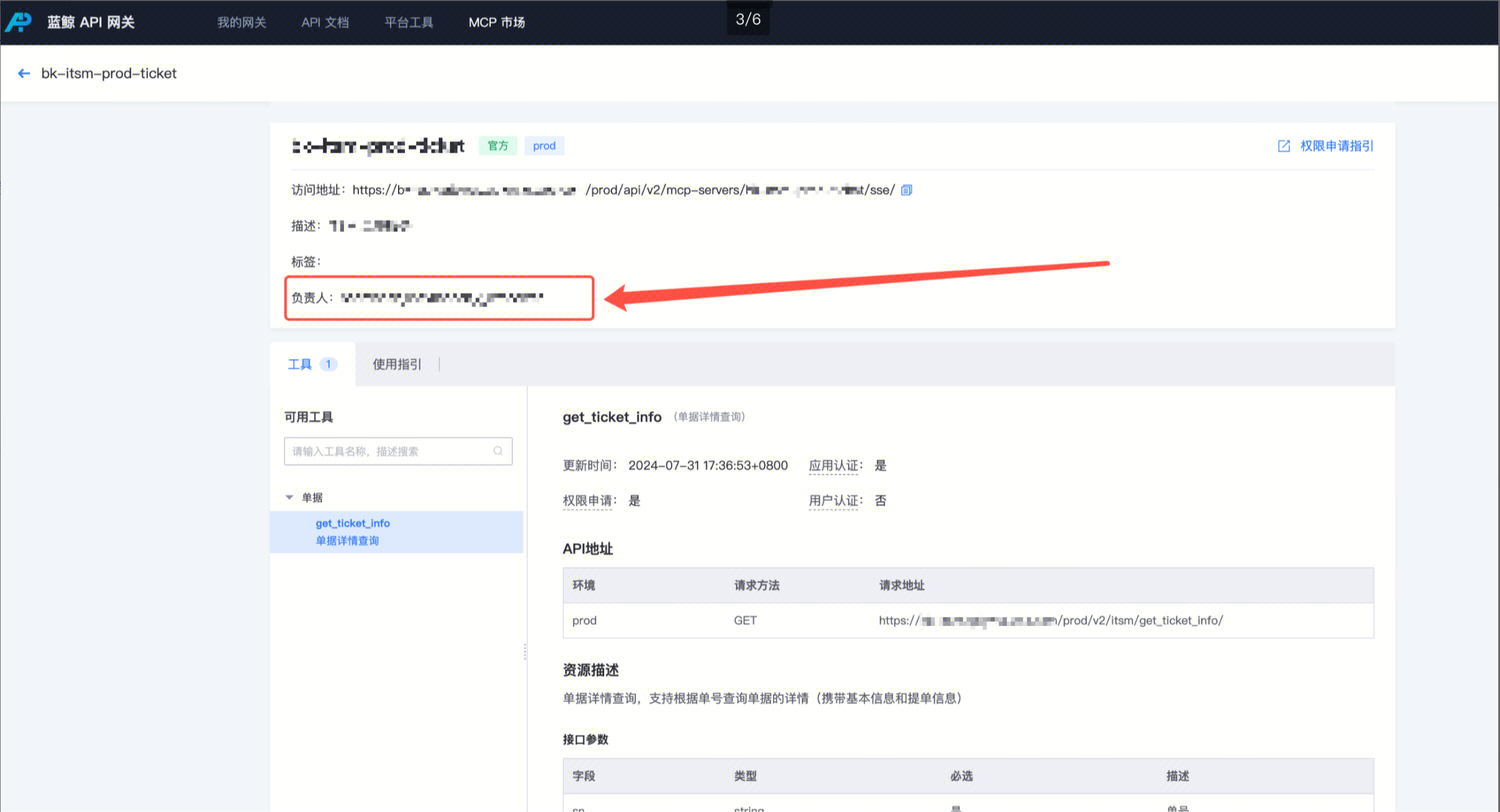 蓝鲸 API 网关 我的网关 API 文档 平台工具 MCP 市场 3/6
bk-itsm-prod-ticket
官方 prod 权限申请指引
访问地址: https://b /prod/api/v2/mcp-servers/ t/sse/
描述:
标签:
负责人:
工具 1 使用指引
可用工具
请输入工具名称, 描述搜索
单据
get_ticket_info
单据详情查询
get_ticket_info (单据详情查询)
更新时间: 2024-07-31 17:36:53+0800 应用认证: 是
权限申请: 是 用户认证: 否
API地址
环境 请求方法 请求地址
prod GET https:// /prod/v2/itsm/get_ticket_info/
资源描述
单据详情查询, 支持根据单号查询单据的详情 (携带基本信息和提单信息)
接口参数
字段 类型 必选 描述
sn string 是 单号